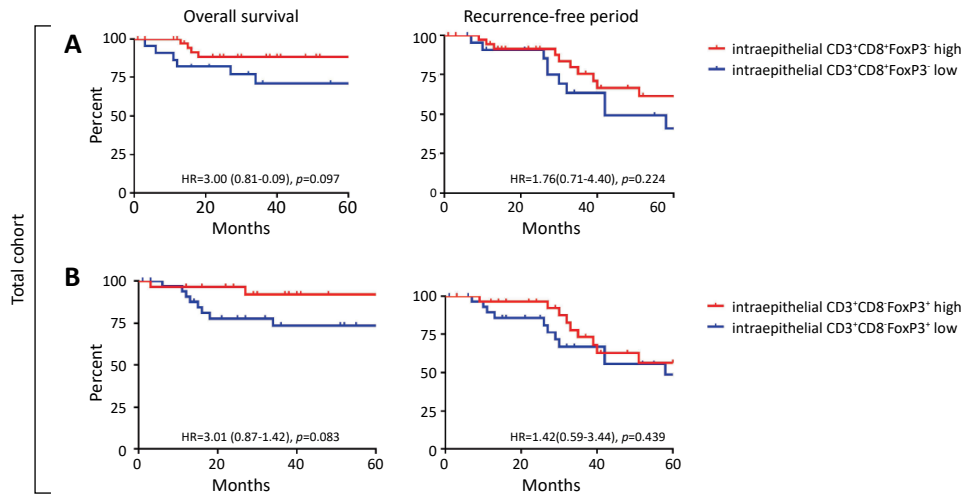 Overall survival
Recurrence-free period
Total cohort
A
Percent
100
75
50
25
0
0
20
40
60
Months
HR=3.00 (0.81-0.09), p=0.097
100
75
50
25
0
0
20
40
60
Months
HR=1.76(0.71-4.40), p=0.224
intraepithelial CD3⁺CD8⁺FoxP3⁻ high
intraepithelial CD3⁺CD8⁺FoxP3⁻ low
B
Percent
100
75
50
25
0
0
20
40
60
Months
HR=3.01 (0.87-1.42), p=0.083
100
75
50
25
0
0
20
40
60
Months
HR=1.42(0.59-3.44), p=0.439
intraepithelial CD3⁺CD8⁻FoxP3⁺ high
intraepithelial CD3⁺CD8⁻FoxP3⁺ low